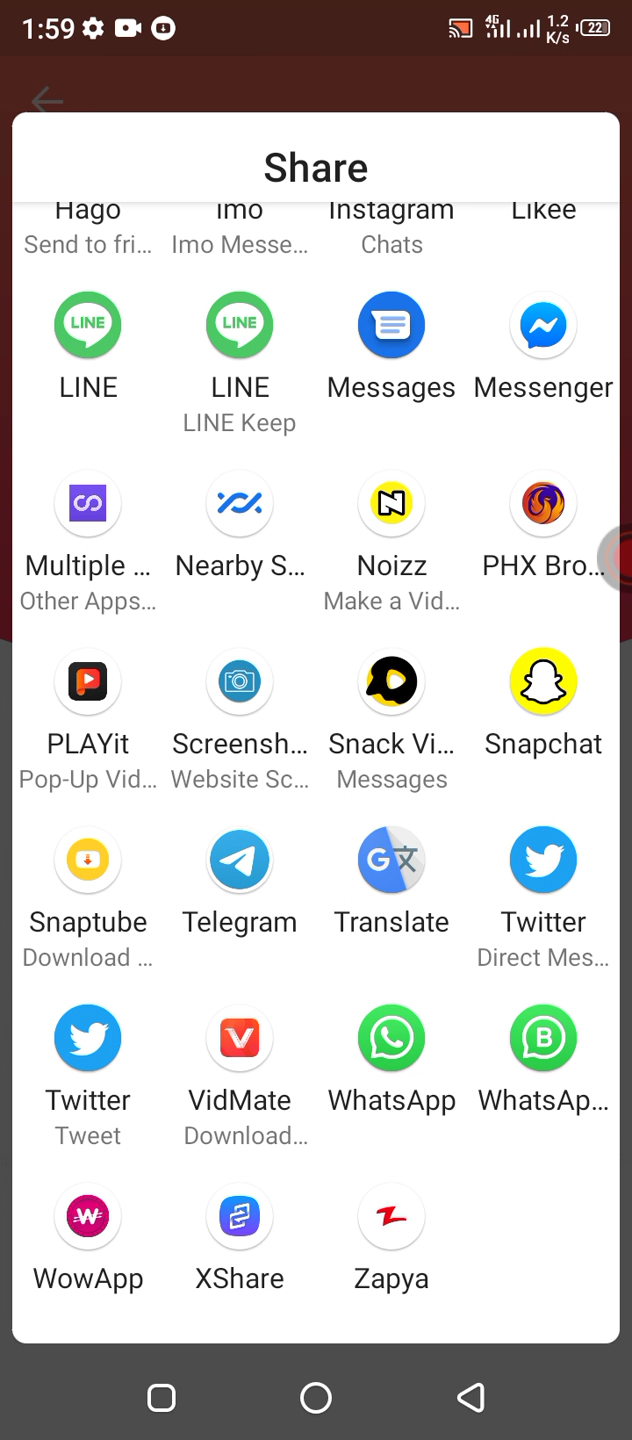 1:59
4G
1.2
K/s
22
Share
Hago imo Instagram Likee
Send to fri... Imo Messe... Chats
LINE LINE
LINE LINE Messages Messenger
LINE Keep
Multiple ... Nearby S... Noizz PHX Bro...
Other Apps... Make a Vid...
PLAYit Screensh... Snack Vi... Snapchat
Pop-Up Vid... Website Sc... Messages
Snaptube Telegram Translate Twitter
Download ... Direct Mes...
Twitter VidMate WhatsApp WhatsAp...
Tweet Download...
WowApp XShare Zapya